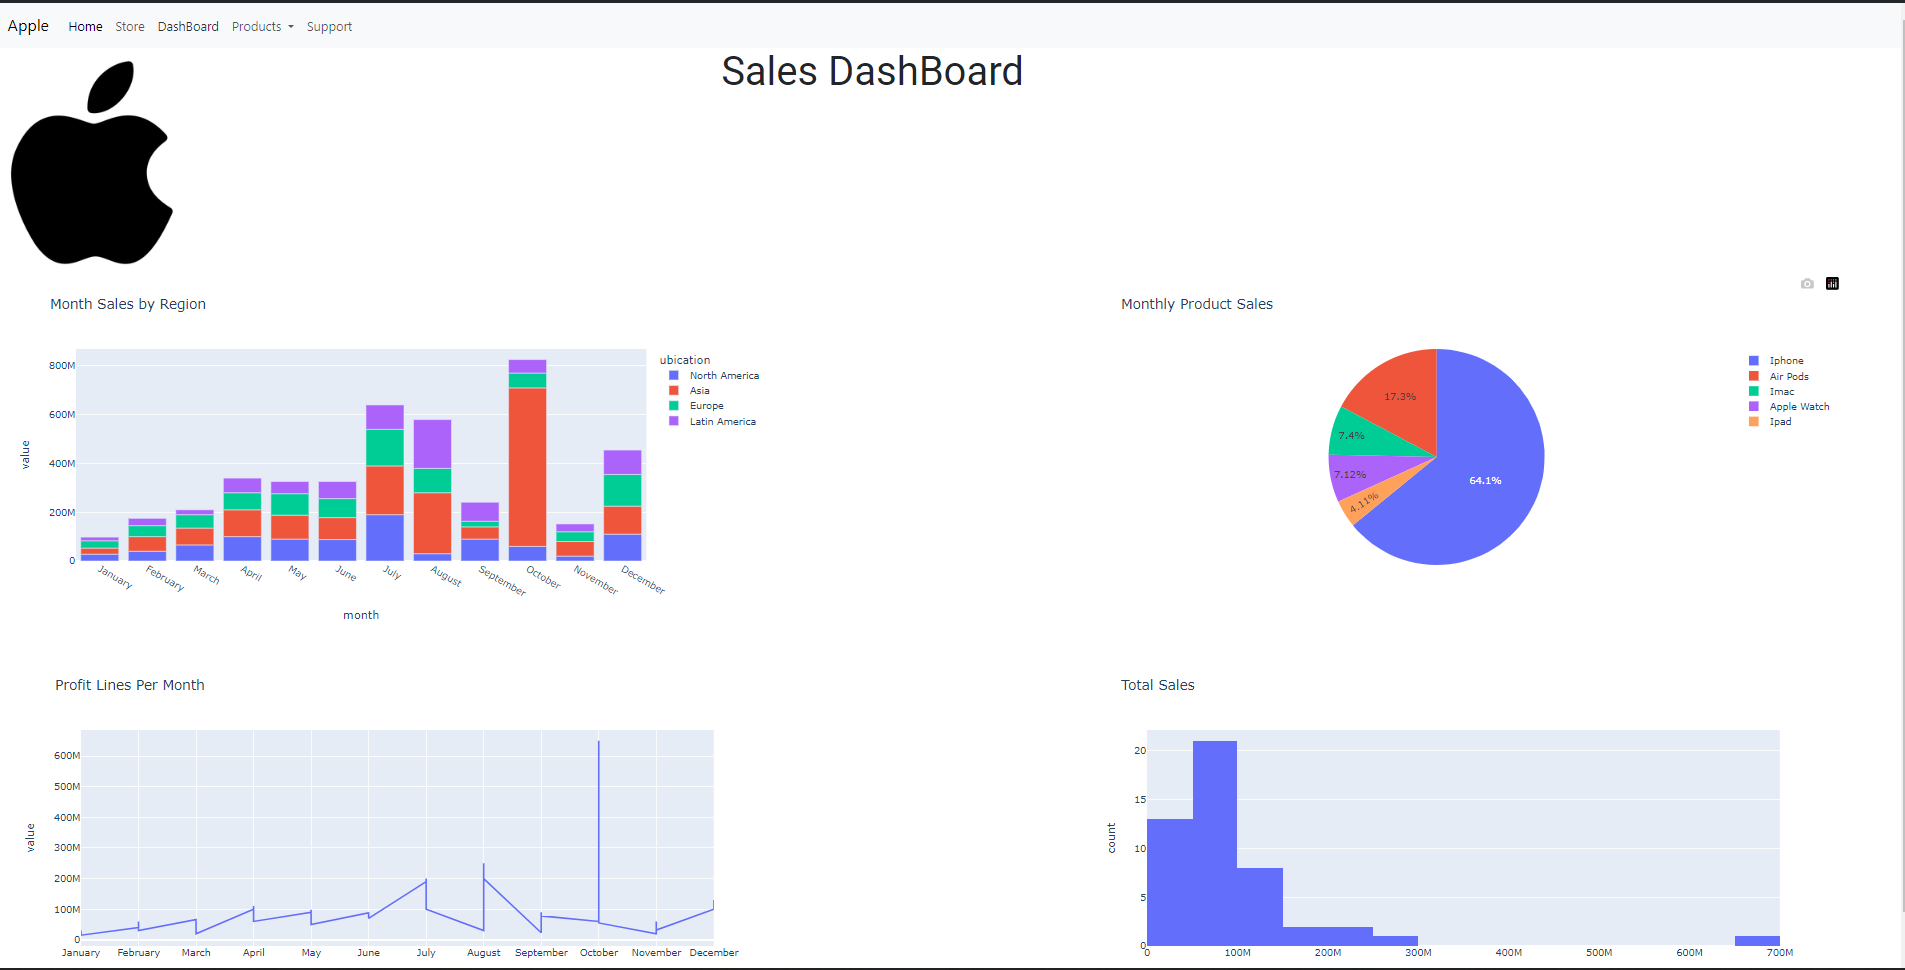 Apple Home Store DashBoard Products Support
Sales DashBoard
Month Sales by Region
800M
600M
400M
200M
0
value
January February March April May June July August September October November December
month
ubication
North America
Asia
Europe
Latin America
Monthly Product Sales
17.3%
7.4%
7.12%
4.11%
64.1%
Iphone
Air Pods
Imac
Apple Watch
Ipad
Profit Lines Per Month
600M
500M
400M
300M
200M
100M
0
value
January February March April May June July August September October November December
Total Sales
20
15
10
5
0
count
0 100M 200M 300M 400M 500M 600M 700M